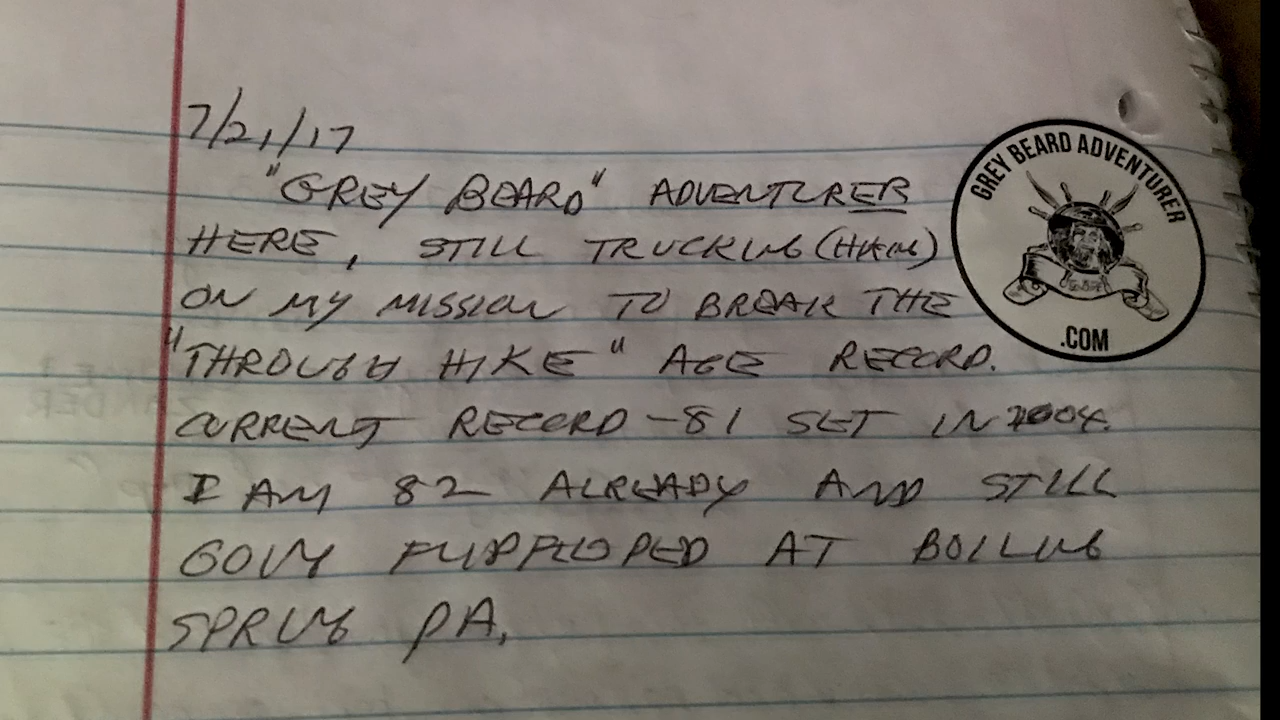 7/21/17
"GREY BEARD" ADVENTURER
HERE, STILL TRUCKING (HIKING)
ON MY MISSION TO BREAK THE
"THROUGH HIKE" AGE RECORD.
CURRENT RECORD - 81 SET IN 2004.
I AM 82 ALREADY AND STILL
GOING FLIPFLOPED AT BOILING
SPRING PA,
GREY BEARD ADVENTURER
.COM